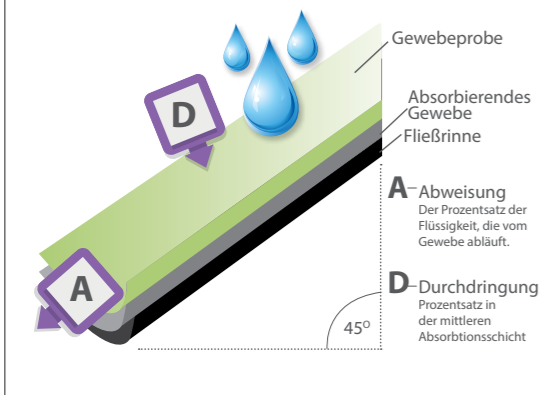 Gewebeprobe
Absorbierendes
Gewebe
Fließrinne
D
A
A Abweisung
Der Prozentsatz der
Flüssigkeit, die vom
Gewebe abläuft.
D Durchdringung
Prozentsatz in
der mittleren
Absorbtionsschicht
45°